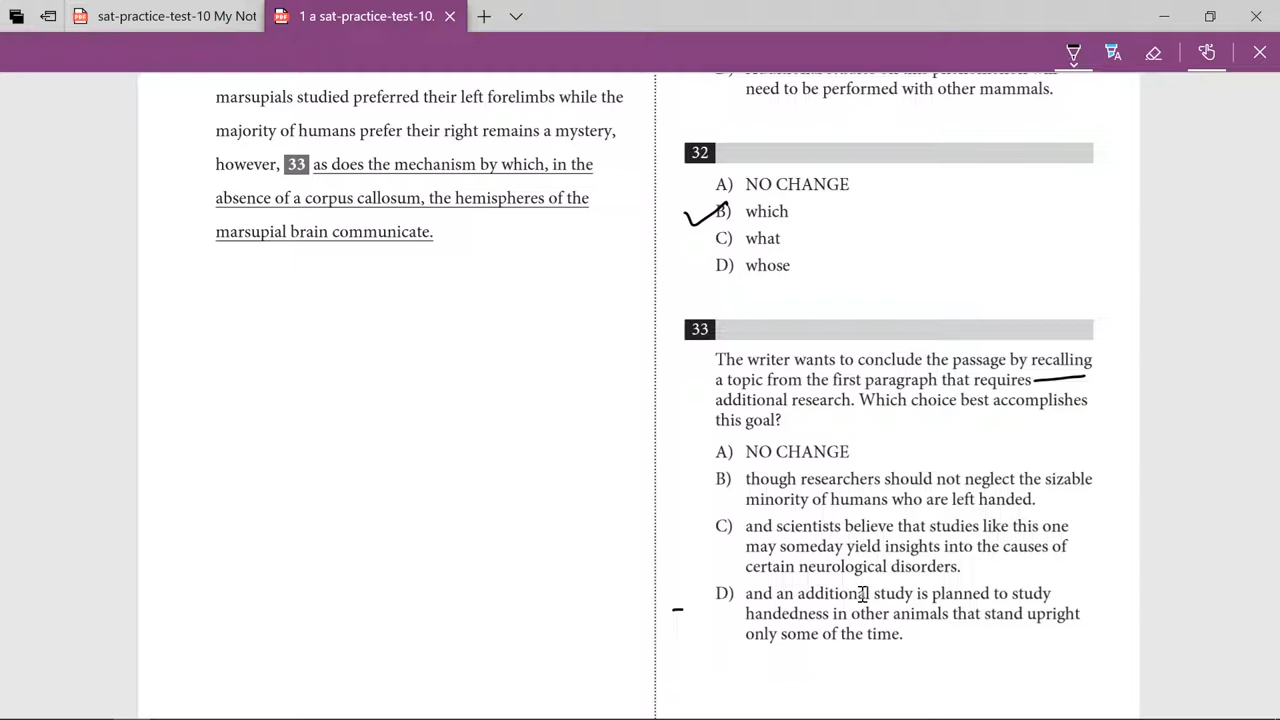 sat-practice-test-10 My Not
1 a sat-practice-test-10.
marsupials studied preferred their left forelimbs while the
majority of humans prefer their right remains a mystery,
however, 33 as does the mechanism by which, in the
absence of a corpus callosum, the hemispheres of the
marsupial brain communicate.
need to be performed with other mammals.
32
A) NO CHANGE
B) which
C) what
D) whose
33
The writer wants to conclude the passage by recalling
a topic from the first paragraph that requires
additional research. Which choice best accomplishes
this goal?
A) NO CHANGE
B) though researchers should not neglect the sizable
minority of humans who are left handed.
C) and scientists believe that studies like this one
may someday yield insights into the causes of
certain neurological disorders.
D) and an additional study is planned to study
handedness in other animals that stand upright
only some of the time.